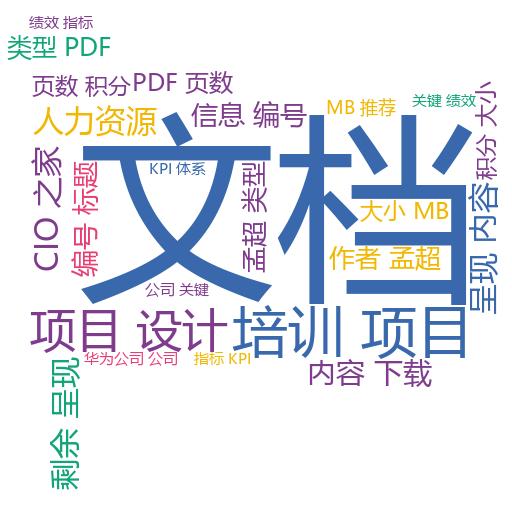 绩效 指标
类型 PDF
页数 积分
PDF 页数
人力资源
信息 编号
MB 推荐
关键 绩效
积分 大小
文档
CIO 之家
编号 标题
KPI 体系
孟超 类型
大小 MB
呈现 内容
作者 孟超
公司 关键
项目 设计
培训 项目
华为公司 公司
指标 KPI
内容 下载
剩余 呈现